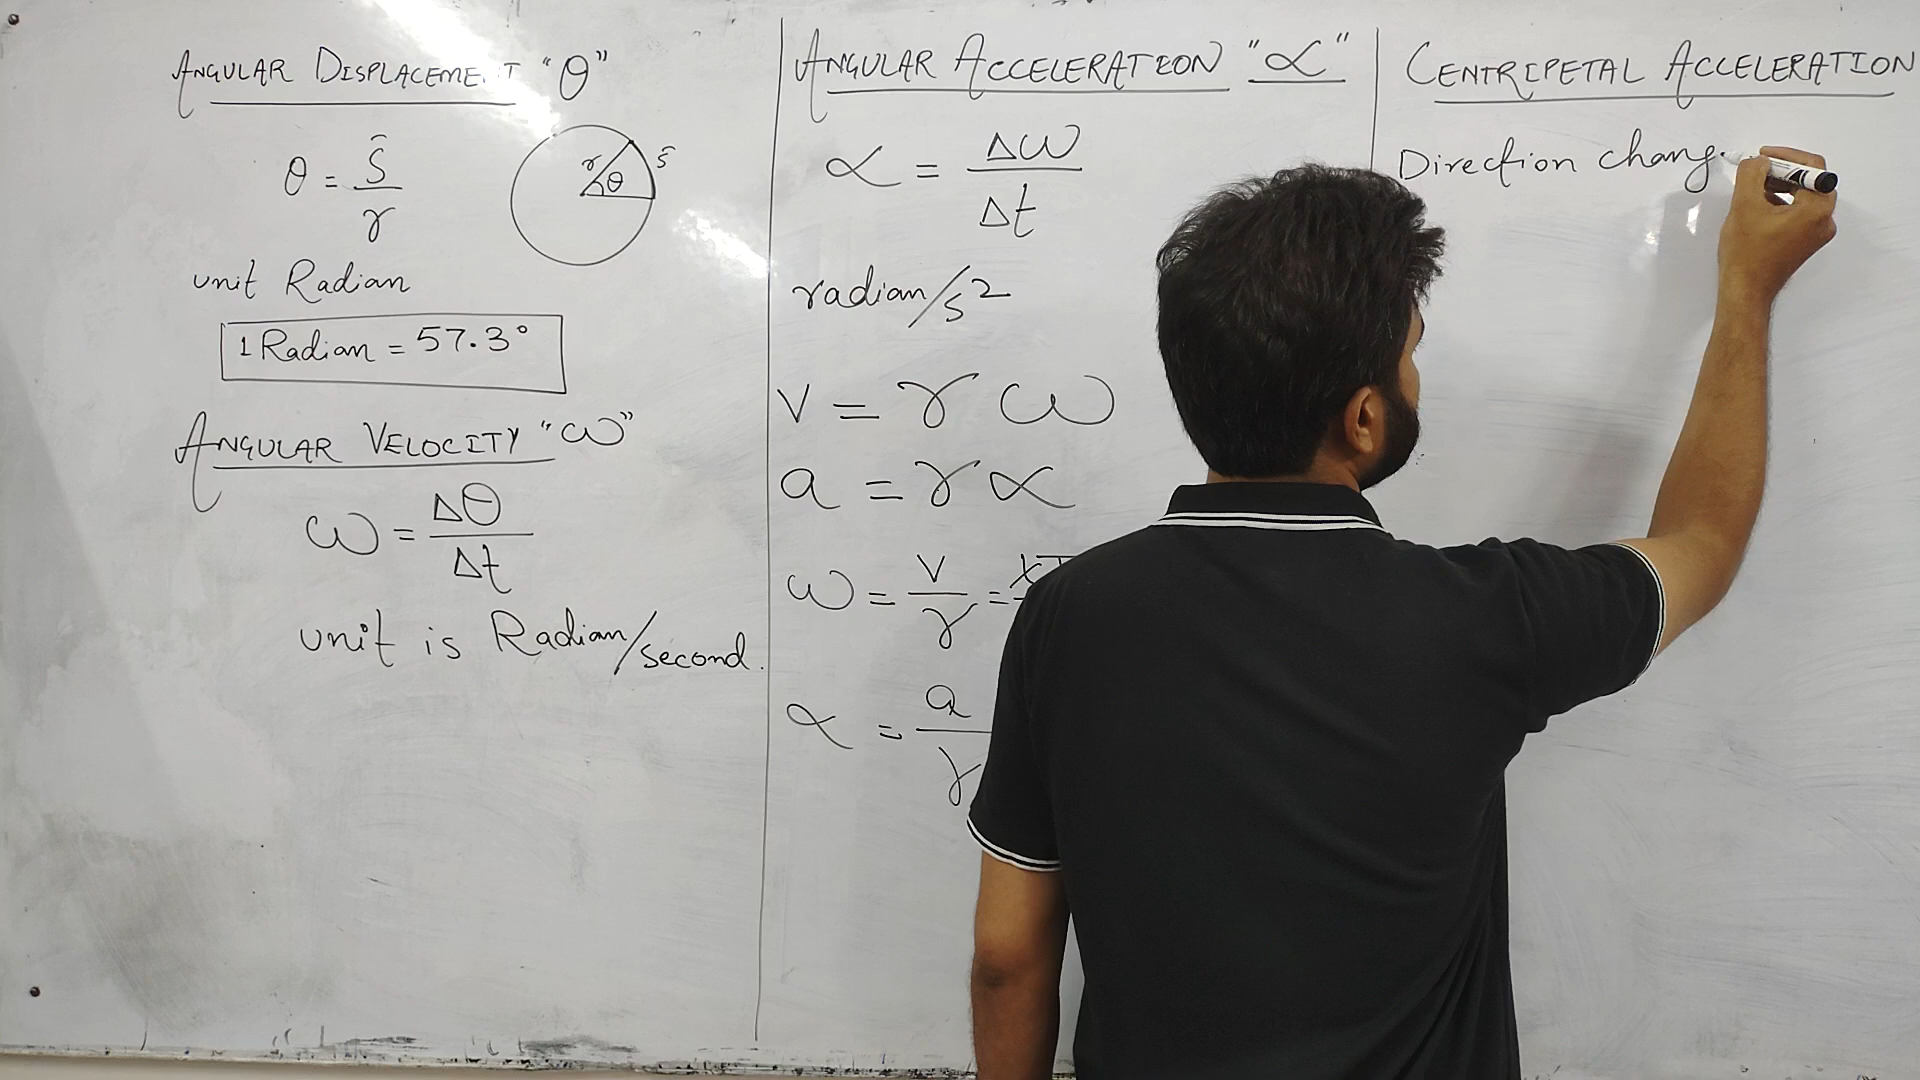 ANGULAR DISPLACEMENT "θ"
θ = s / r
r θ s
unit Radian
1 Radian = 57.3°
ANGULAR VELOCITY "ω"
ω = Δθ / Δt
unit is Radian/second.
ANGULAR ACCELERATION "α"
α = Δω / Δt
radian/s²
v = r ω
a = r α
ω = v / r =
α = a / r
CENTRIPETAL ACCELERATION
Direction chang